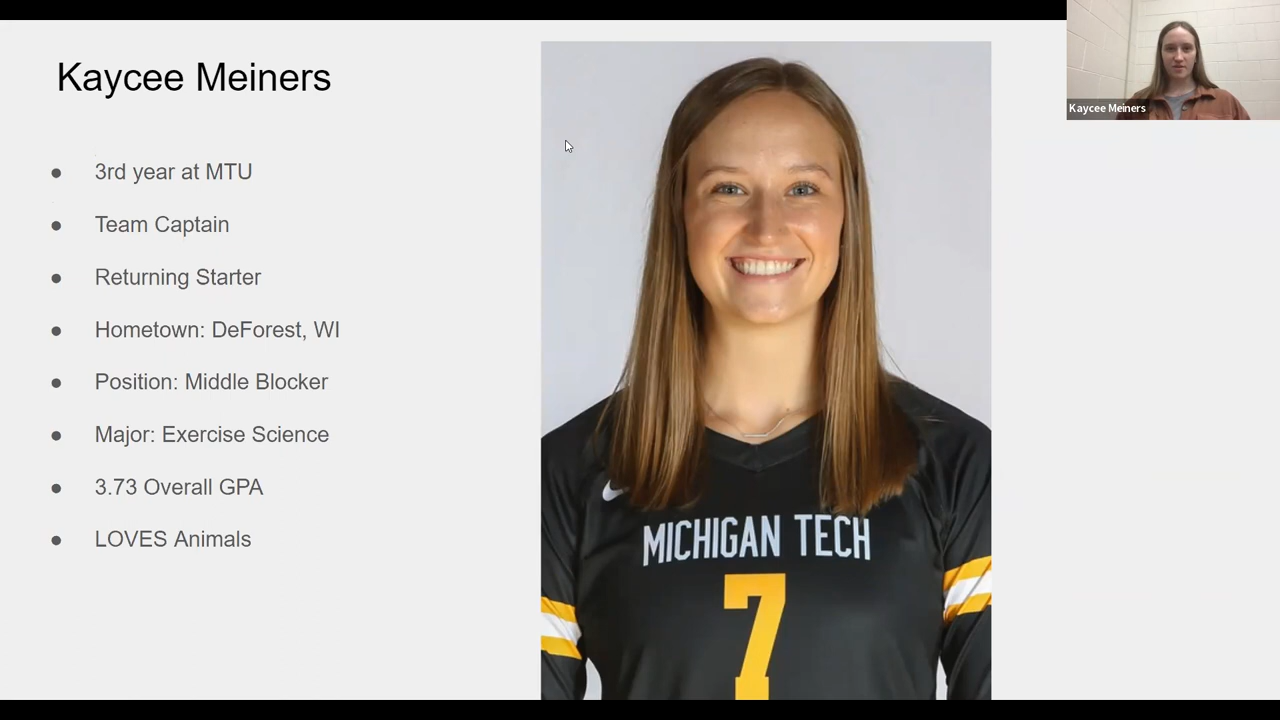 Kaycee Meiners
Kaycee Meiners
● 3rd year at MTU
● Team Captain
● Returning Starter
● Hometown: DeForest, WI
● Position: Middle Blocker
● Major: Exercise Science
● 3.73 Overall GPA
● LOVES Animals
MICHIGAN TECH
7